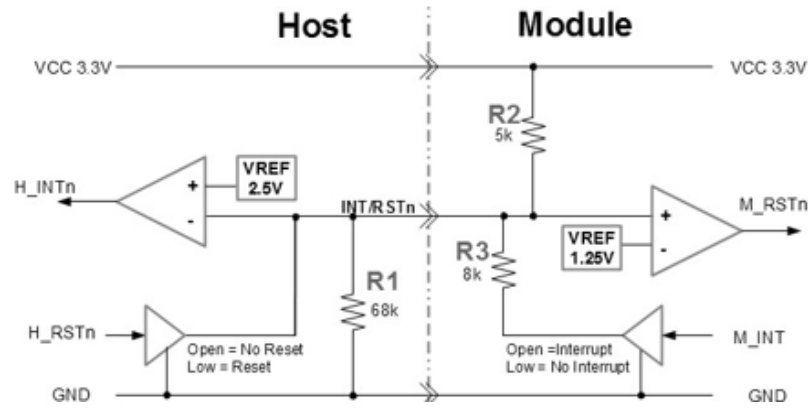 Host
Module
VCC 3.3V
VCC 3.3V
R2
5k
H_INTn
+
-
VREF
2.5V
INT/RSTn
+
-
M_RSTn
VREF
1.25V
R3
8k
R1
68k
H_RSTn
Open = No Reset
Low = Reset
Open =Interrupt
Low = No Interrupt
M_INT
GND
GND